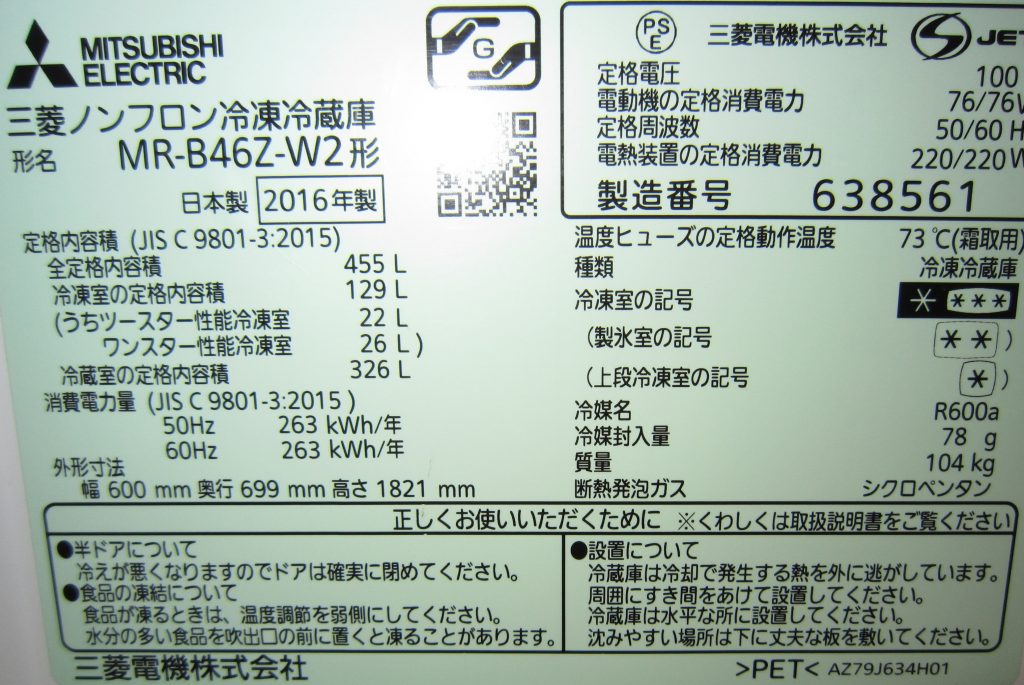 MITSUBISHI
ELECTRIC
G
三菱ノンフロン冷凍冷蔵庫
形名 MR-B46Z-W2形
日本製 2016年製
定格内容積 (JIS C 9801-3:2015)
全定格内容積 455 L
冷凍室の定格内容積 129 L
(うちツースター性能冷凍室 22 L
ワンスター性能冷凍室 26 L )
冷蔵室の定格内容積 326 L
消費電力量 (JIS C 9801-3:2015 )
50Hz 263 kWh/年
60Hz 263 kWh/年
外形寸法
幅 600 mm 奥行 699 mm 高さ 1821 mm
PS
E
三菱電機株式会社
JET
定格電圧 100
電動機の定格消費電力 76/76W
定格周波数 50/60 H
電熱装置の定格消費電力 220/220W
製造番号 638561
温度ヒューズの定格動作温度 73 ℃(霜取用)
種類 冷凍冷蔵庫
冷凍室の記号 * ***
(製氷室の記号 ** )
(上段冷凍室の記号 * )
冷媒名 R600a
冷媒封入量 78 g
質量 104 kg
断熱発泡ガス シクロペンタン
正しくお使いいただくために ※くわしくは取扱説明書をご覧ください
●半ドアについて
冷えが悪くなりますのでドアは確実に閉めてください。
●食品の凍結について
食品が凍るときは、温度調節を弱側にしてください。
水分の多い食品を吹出口の前に置くと凍ることがあります。
●設置について
冷蔵庫は冷却で発生する熱を外に逃がしています。
周囲にすき間をあけて設置してください。
冷蔵庫は水平な所に設置してください。
沈みやすい場所は下に丈夫な板を敷いてください。
三菱電機株式会社
>PET< AZ79J634H01